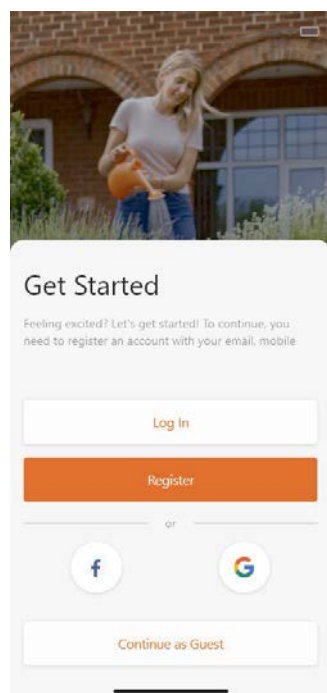 Get Started
Feeling excited? Let's get started! To continue, you
need to register an account with your email, mobile
Log In
Register
or
f
G
Continue as Guest